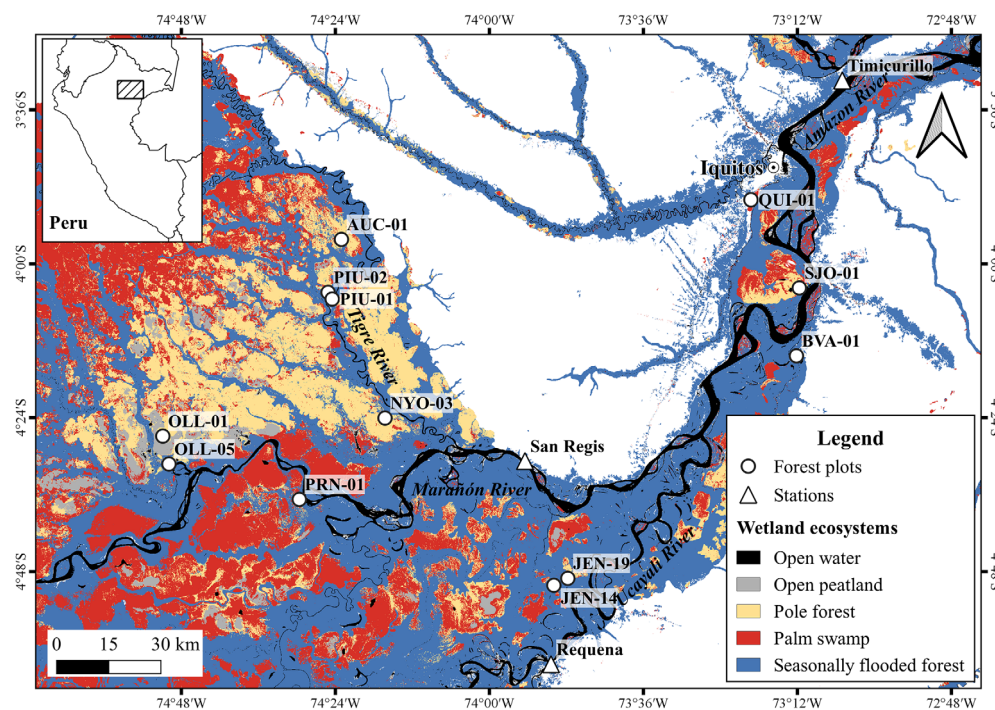 74°48'W 74°24'W 74°00'W 73°36'W 73°12'W 72°48'W
Peru
Timicurillo
Amazon River
3°36'S
Iquitos
QUI-01
AUC-01
4°00'S
PIU-02
PIU-01
SJO-01
Tigre River
BVA-01
NYO-03
4°24'S
OLL-01
OLL-05
San Regis
PRN-01
Marañón River
Ucayali River
JEN-19
JEN-14
4°48'S
Requena
0 15 30 km
Legend
Forest plots
Stations
Wetland ecosystems
Open water
Open peatland
Pole forest
Palm swamp
Seasonally flooded forest
74°48'W 74°24'W 74°00'W 73°36'W 73°12'W 72°48'W